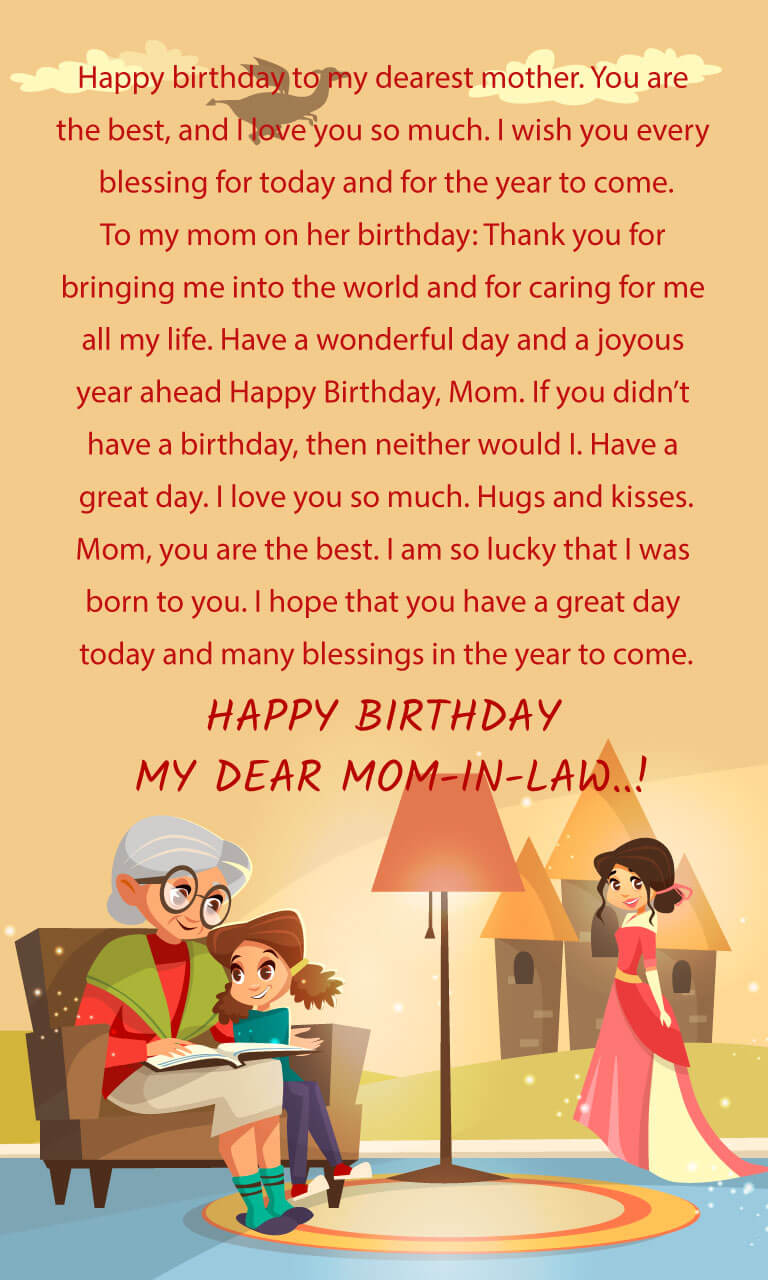 Happy birthday to my dearest mother. You are
the best, and I love you so much. I wish you every
blessing for today and for the year to come.
To my mom on her birthday: Thank you for
bringing me into the world and for caring for me
all my life. Have a wonderful day and a joyous
year ahead Happy Birthday, Mom. If you didn’t
have a birthday, then neither would I. Have a
great day. I love you so much. Hugs and kisses.
Mom, you are the best. I am so lucky that I was
born to you. I hope that you have a great day
today and many blessings in the year to come.
HAPPY BIRTHDAY
MY DEAR MOM-IN-LAW..!